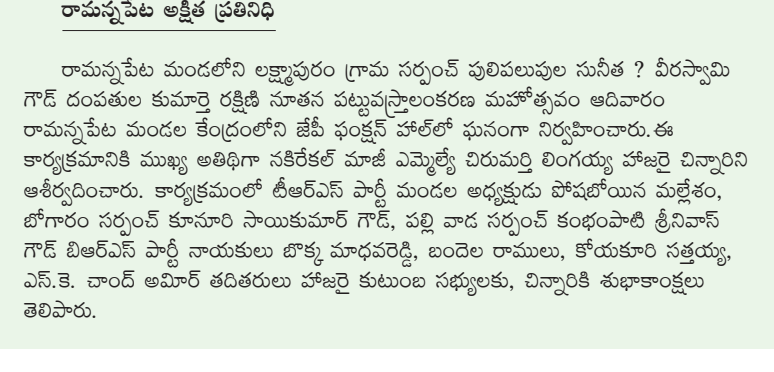 రామన్నపేట అక్షిత ప్రతినిధి
రామన్నపేట మండలోని లక్ష్మాపురం గ్రామ సర్పంచ్ పులిపలుపుల సునీత ? వీరస్వామి
గౌడ్ దంపతుల కుమార్తె రక్షిణి నూతన పట్టువస్త్రాలంకరణ మహోత్సవం ఆదివారం
రామన్నపేట మండల కేంద్రంలోని జేపీ ఫంక్షన్ హాల్‌లో ఘనంగా నిర్వహించారు.ఈ
కార్యక్రమానికి ముఖ్య అతిథిగా నకిరేకల్ మాజీ ఎమ్మెల్యే చిరుమర్తి లింగయ్య హాజరై చిన్నారిని
ఆశీర్వదించారు. కార్యక్రమంలో టీఆర్ఎస్ పార్టీ మండల అధ్యక్షుడు పోషబోయిన మల్లేశం,
బోగారం సర్పంచ్ కూనూరి సాయికుమార్ గౌడ్, పల్లి వాడ సర్పంచ్ కంభంపాటి శ్రీనివాస్
గౌడ్ బిఆర్ఎస్ పార్టీ నాయకులు బొక్క మాధవరెడ్డి, బందెల రాములు, కోయకూరి సత్తయ్య,
ఎస్.కె. చాంద్ అమీర్ తదితరులు హాజరై కుటుంబ సభ్యులకు, చిన్నారికి శుభాకాంక్షలు
తెలిపారు.